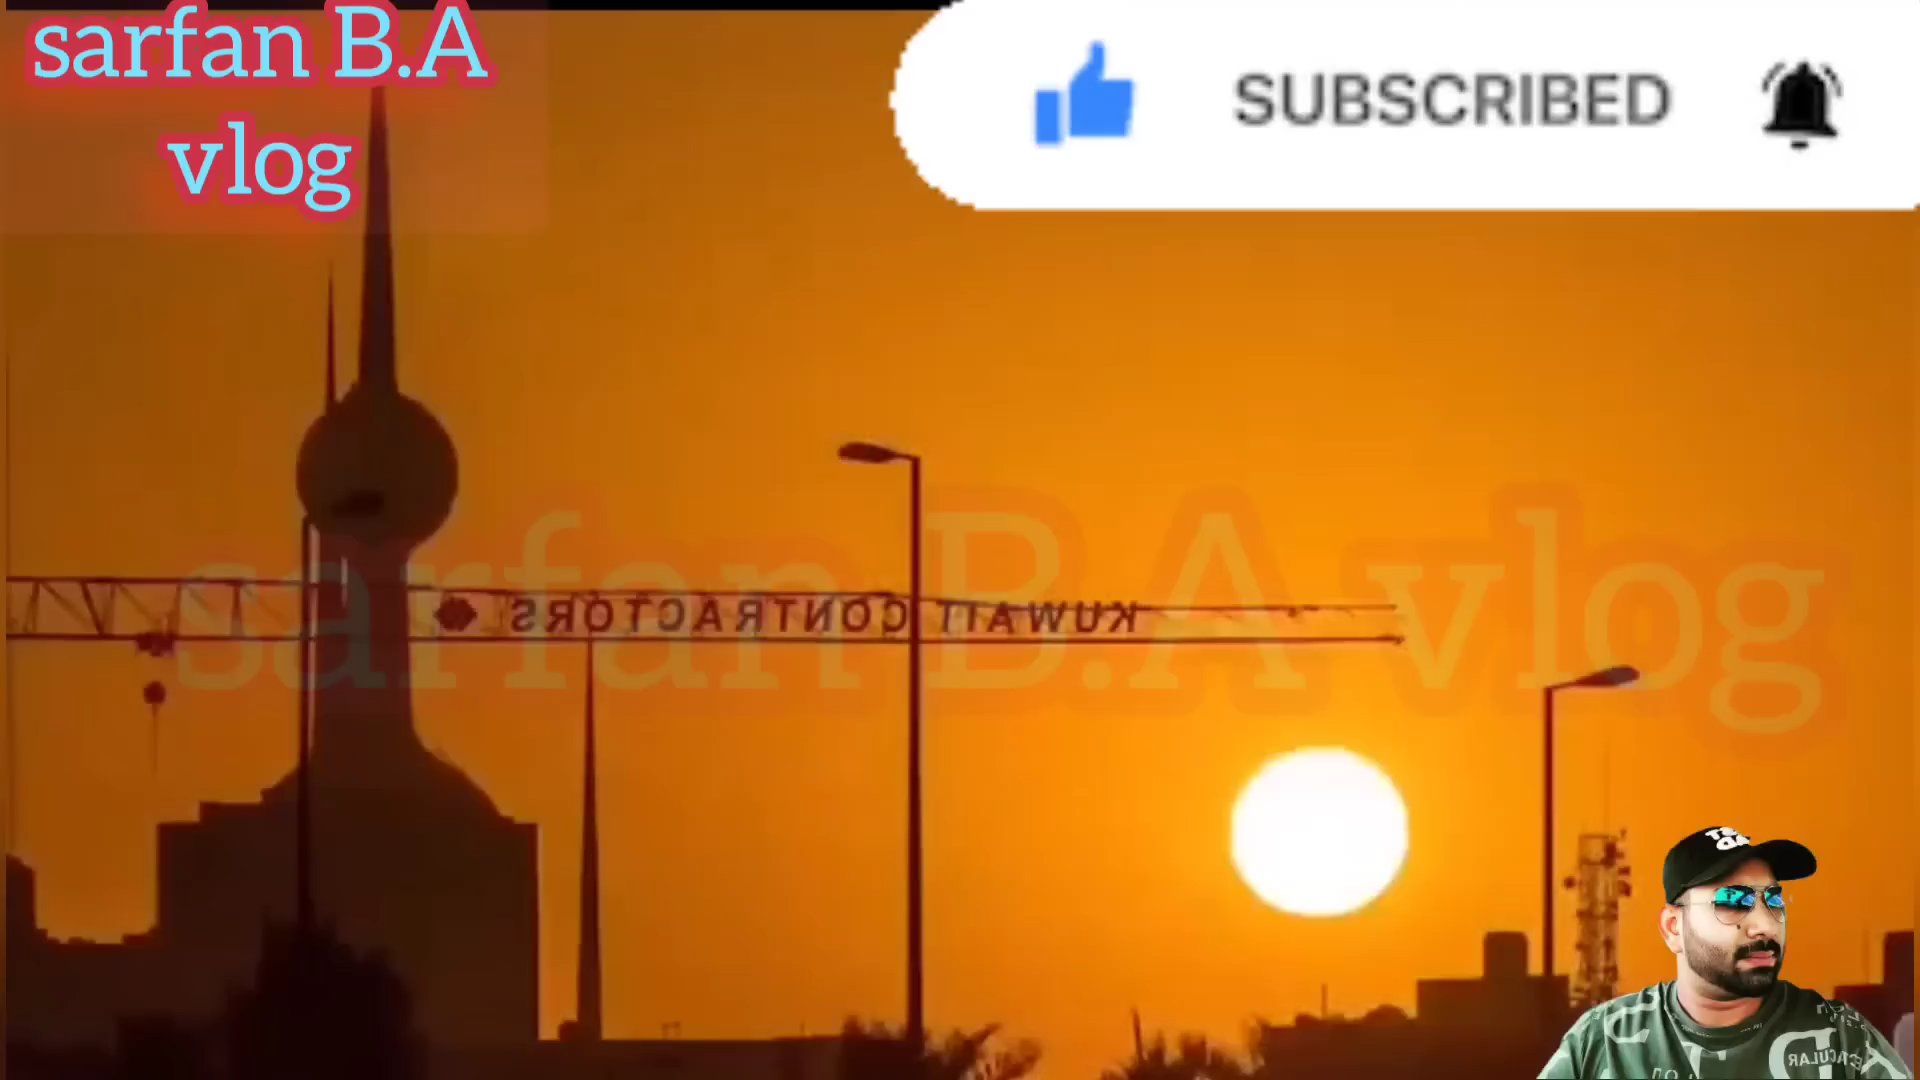 sarfan B.A
vlog
SUBSCRIBED
sarfan B.A vlog
KUWAIT CONTRACTORS